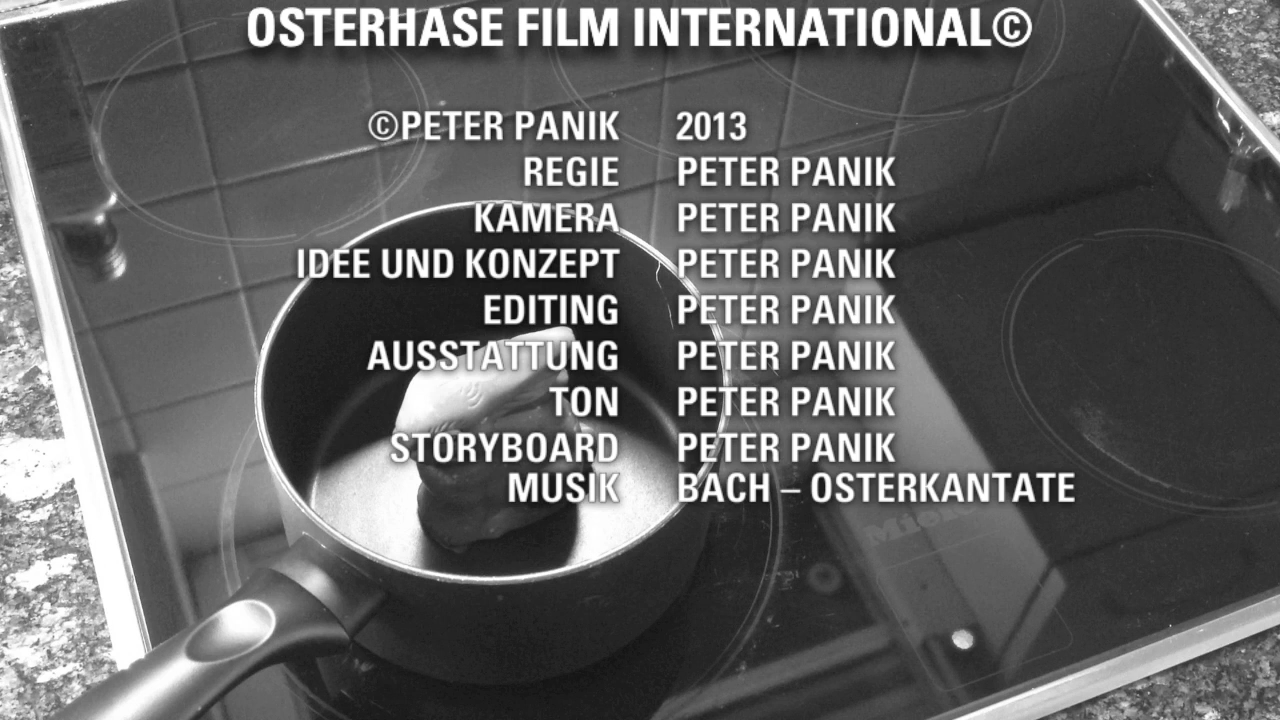 OSTERHASE FILM INTERNATIONAL©
©PETER PANIK 2013
REGIE PETER PANIK
KAMERA PETER PANIK
IDEE UND KONZEPT PETER PANIK
EDITING PETER PANIK
AUSSTATTUNG PETER PANIK
TON PETER PANIK
STORYBOARD PETER PANIK
MUSIK BACH – OSTERKANTATE
Miele